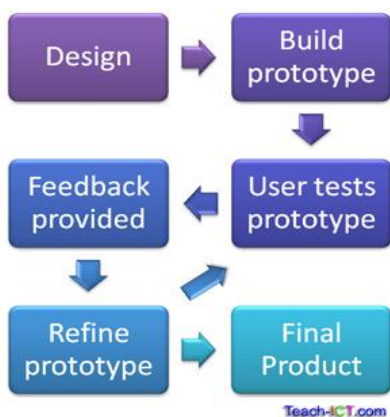 Design
Build
prototype
Feedback
provided
User tests
prototype
Refine
prototype
Final
Product
Teach-ICT.com